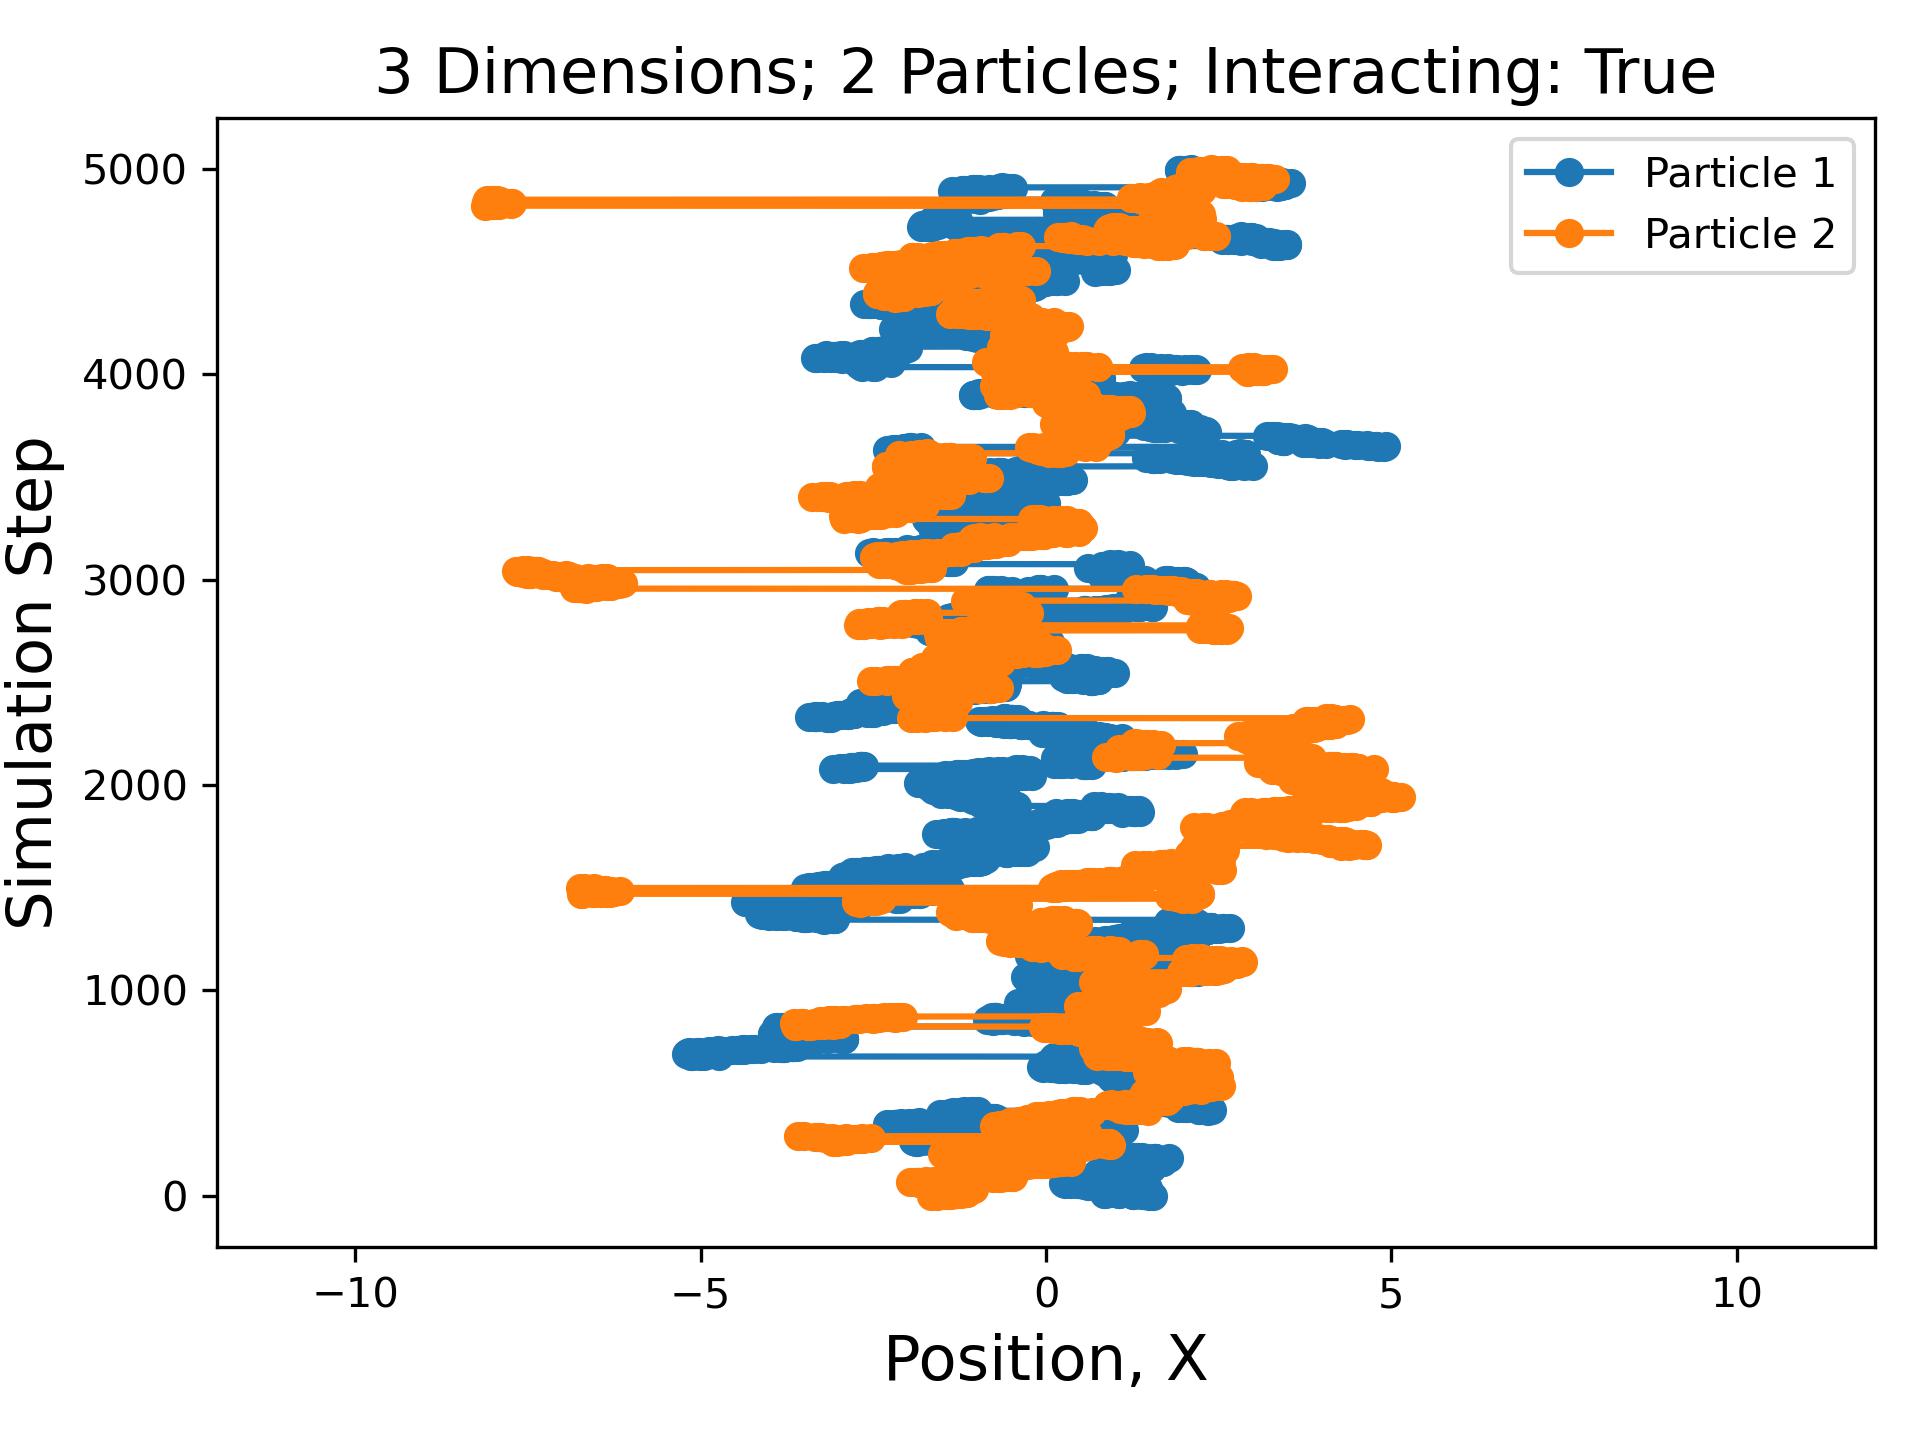 3 Dimensions; 2 Particles; Interacting: True
Particle 1
Particle 2
5000
4000
3000
2000
1000
0
Simulation Step
−10
−5
0
5
10
Position, X